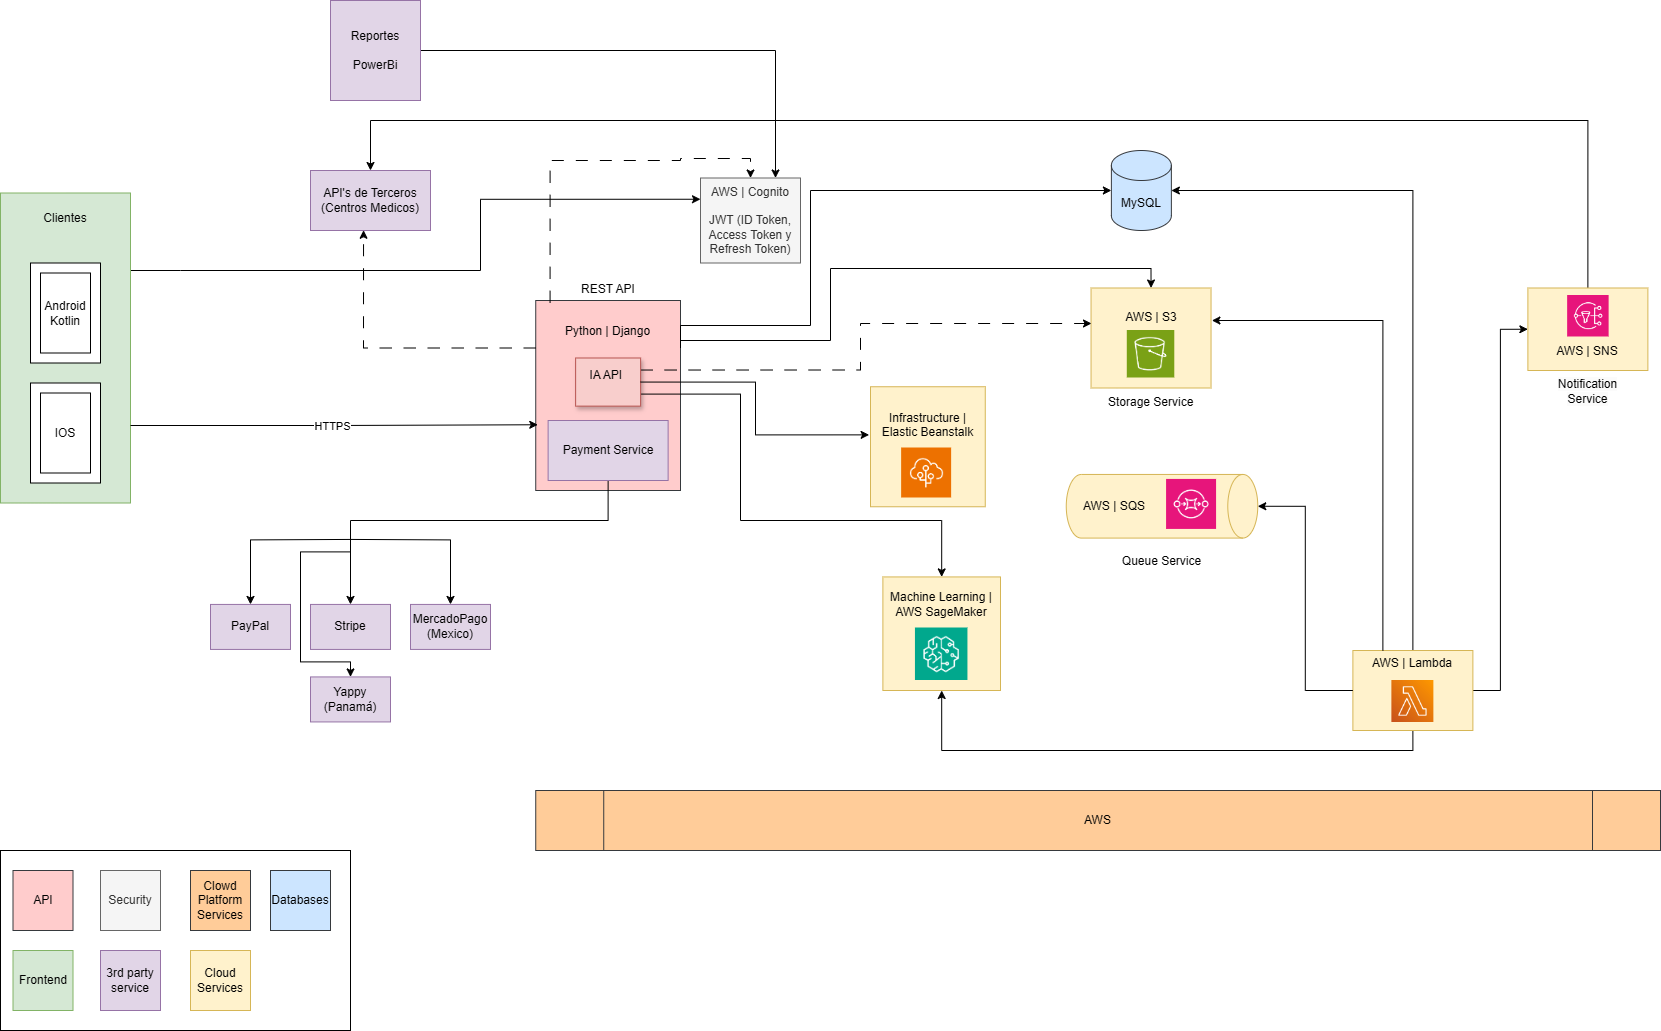 Reportes
PowerBi
API's de Terceros
(Centros Medicos)
AWS | Cognito
JWT (ID Token,
Access Token y
Refresh Token)
MySQL
Clientes
Android
Kotlin
IOS
HTTPS
REST API
Python | Django
IA API
Payment Service
AWS | S3
Storage Service
AWS | SNS
Notification
Service
Infrastructure |
Elastic Beanstalk
AWS | SQS
Queue Service
Machine Learning |
AWS SageMaker
PayPal
Stripe
MercadoPago
(Mexico)
Yappy
(Panamá)
AWS | Lambda
AWS
API
Security
Clowd
Platform
Services
Databases
Frontend
3rd party
service
Cloud
Services